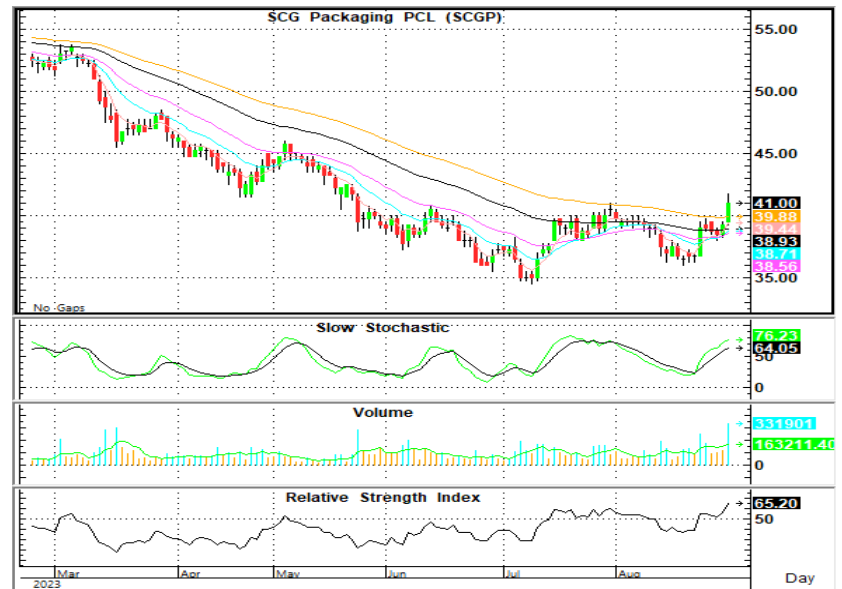 SCG Packaging PCL (SCGP)
55.00
50.00
45.00
41.00
39.88
39.44
38.93
38.71
38.56
35.00
No Gaps
Slow Stochastic
76.23
64.05
50
0
Volume
331901
163211.40
0
Relative Strength Index
65.20
50
Mar Apr May Jun Jul Aug
2023
Day